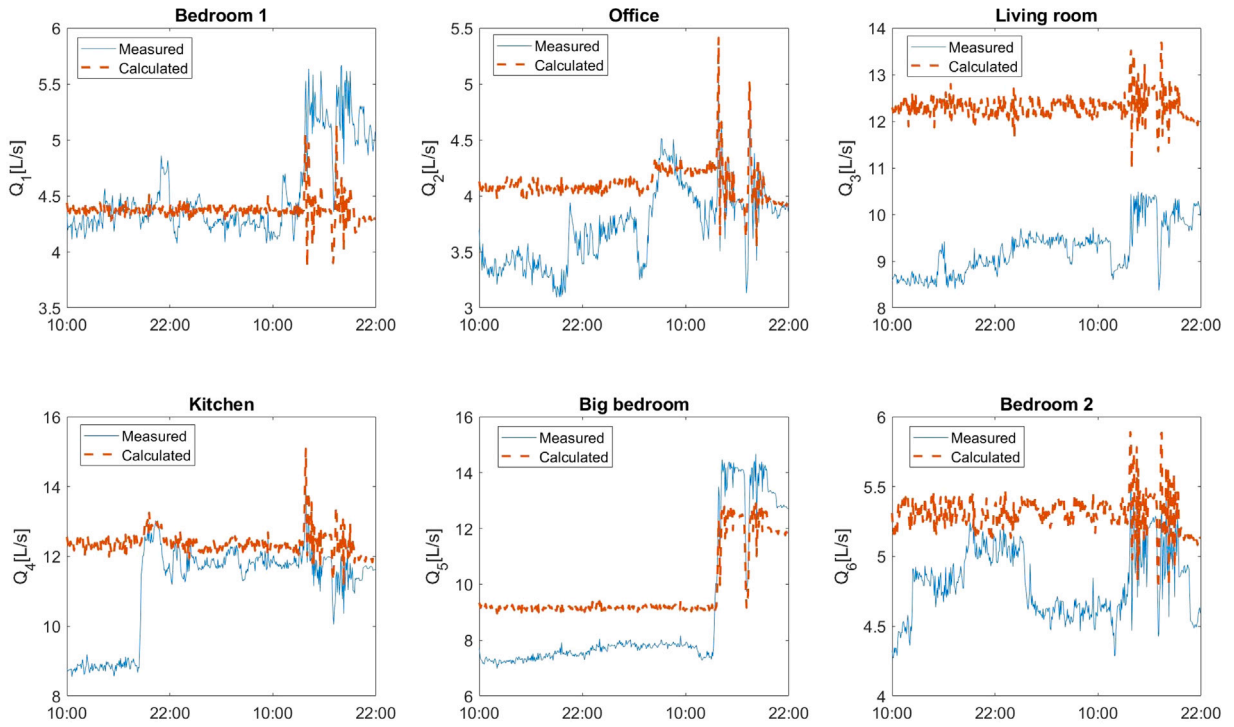 Bedroom 1
6
5.5
5
4.5
4
3.5
Q1[L/s]
Measured
Calculated
10:00 22:00 10:00 22:00
Office
5.5
5
4.5
4
3.5
3
Q2[L/s]
Measured
Calculated
10:00 22:00 10:00 22:00
Living room
14
13
12
11
10
9
8
Q3[L/s]
Measured
Calculated
10:00 22:00 10:00 22:00
Kitchen
16
14
12
10
8
Q4[L/s]
Measured
Calculated
10:00 22:00 10:00 22:00
Big bedroom
16
14
12
10
8
6
Q5[L/s]
Measured
Calculated
10:00 22:00 10:00 22:00
Bedroom 2
6
5.5
5
4.5
4
Q6[L/s]
Measured
Calculated
10:00 22:00 10:00 22:00